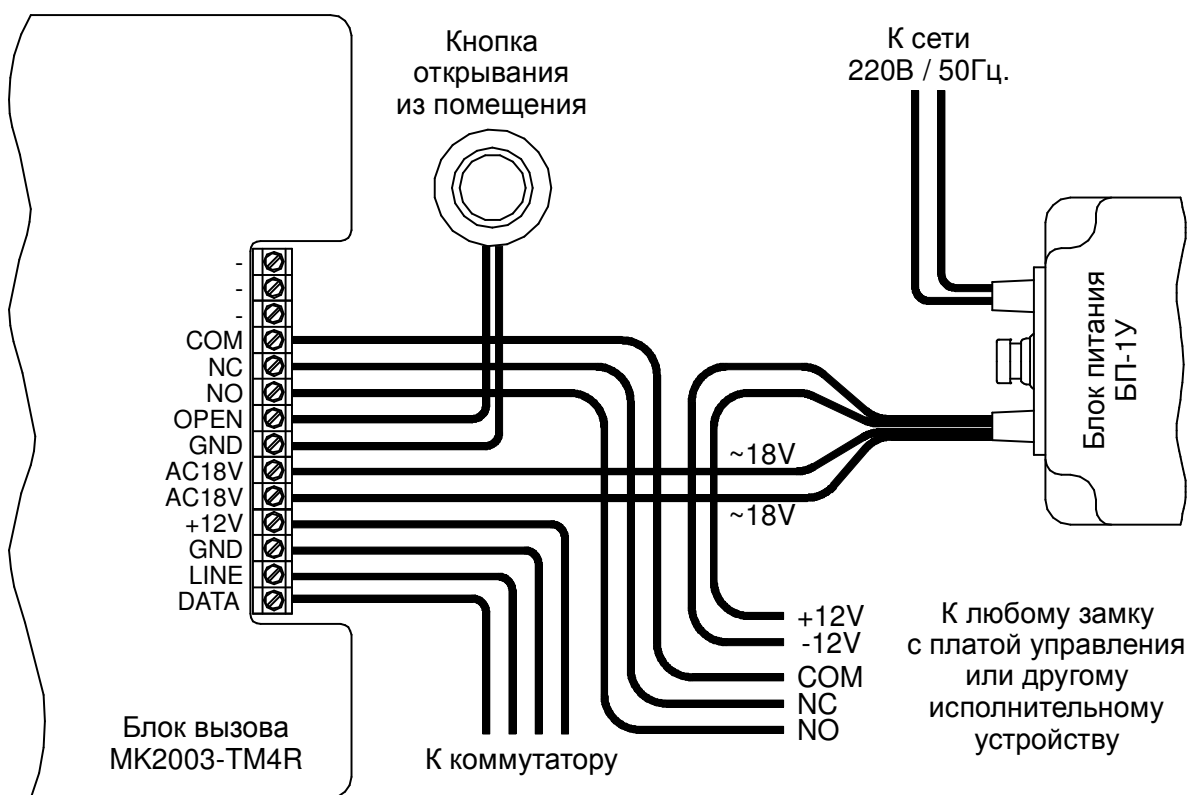 Кнопка
открывания
из помещения
К сети
220В / 50Гц.
-
-
-
COM
NC
NO
OPEN
GND
AC18V
AC18V
+12V
GND
LINE
DATA
~18V
~18V
Блок питания
БП-1У
+12V
-12V
COM
NC
NO
К любому замку
с платой управления
или другому
исполнительному
устройству
Блок вызова
МК2003-ТМ4R
К коммутатору